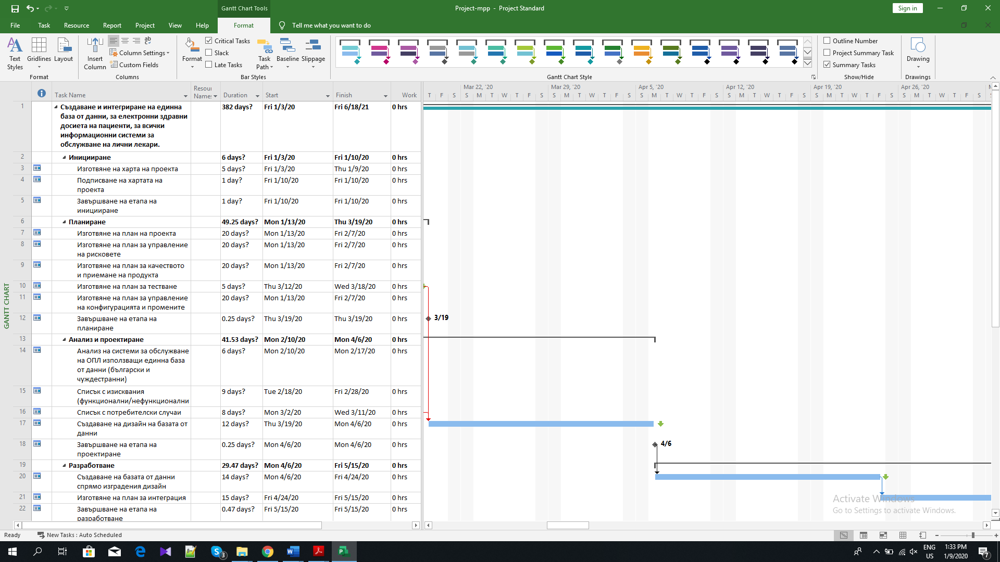 Gantt Chart Tools
Project-mpp - Project Standard
Sign in
File Task Resource Report Project View Help Format Tell me what you want to do
Text Styles
Gridlines
Layout
Format
Insert Column
Column Settings
Custom Fields
Columns
Format
Critical Tasks
Slack
Late Tasks
Bar Styles
Task Path
Baseline
Slippage
Gantt Chart Style
Outline Number
Project Summary Task
Summary Tasks
Show/Hide
Drawing
Drawings
Task Name
Resour Names
Duration
Start
Finish
Work
Mar 22, '20 Mar 29, '20 Apr 5, '20 Apr 12, '20 Apr 19, '20 Apr 26, '20
T F S S M T W T F S S M T W T F S S M T W T F S S M T W T F S S M T W T F S S M T W T F S
GANTT CHART
1 Създаване и интегриране на единна 382 days? Fri 1/3/20 Fri 6/18/21 0 hrs
база от данни, за електронни здравни
досиета на пациенти, за всички
информационни системи за
обслужване на лични лекари.
2 Иницииране 6 days? Fri 1/3/20 Fri 1/10/20 0 hrs
3 Изготвяне на харта на проекта 5 days? Fri 1/3/20 Thu 1/9/20 0 hrs
4 Подписване на хартата на 1 day? Fri 1/10/20 Fri 1/10/20 0 hrs
проекта
5 Завършване на етапа на 1 day? Fri 1/10/20 Fri 1/10/20 0 hrs
иницииране
6 Планиране 49.25 days? Mon 1/13/20 Thu 3/19/20 0 hrs
7 Изготвяне на план на проекта 20 days? Mon 1/13/20 Fri 2/7/20 0 hrs
8 Изготвяне на план за управление 20 days? Mon 1/13/20 Fri 2/7/20 0 hrs
на рисковете
9 Изготвяне на план за качеството 20 days? Mon 1/13/20 Fri 2/7/20 0 hrs
и приемане на продукта
10 Изготвяне на план за тестване 5 days? Thu 3/12/20 Wed 3/18/20 0 hrs
11 Изготвяне на план за управление 20 days? Mon 1/13/20 Fri 2/7/20 0 hrs
на конфигурацията и промените
12 Завършване на етапа на 0.25 days? Thu 3/19/20 Thu 3/19/20 0 hrs 3/19
планиране
13 Анализ и проектиране 41.53 days? Mon 2/10/20 Mon 4/6/20 0 hrs
14 Анализ на системи за обслужване 6 days? Mon 2/10/20 Mon 2/17/20 0 hrs
на ОПЛ използващи единна база
от данни (български и
чуждестранни)
15 Списък с изисквания 9 days? Tue 2/18/20 Fri 2/28/20 0 hrs
(функционални/нефункционални
16 Списък с потребителски случаи 8 days? Mon 3/2/20 Wed 3/11/20 0 hrs
17 Създаване на дизайн на базата от 12 days? Thu 3/19/20 Mon 4/6/20 0 hrs
данни
18 Завършване на етапа на 0.25 days? Mon 4/6/20 Mon 4/6/20 0 hrs 4/6
проектиране
19 Разработване 29.47 days? Mon 4/6/20 Fri 5/15/20 0 hrs
20 Създаване на базата от данни 14 days? Mon 4/6/20 Fri 4/24/20 0 hrs
спрямо изградения дизайн
21 Изготвяне на план за интеграция 15 days? Fri 4/24/20 Fri 5/15/20 0 hrs
22 Завършване на етапа на 0.47 days? Fri 5/15/20 Fri 5/15/20 0 hrs
разработване
Activate Windows
Go to Settings to activate Windows.
Ready New Tasks : Auto Scheduled
3
ENG US
1:33 PM
1/9/2020
7